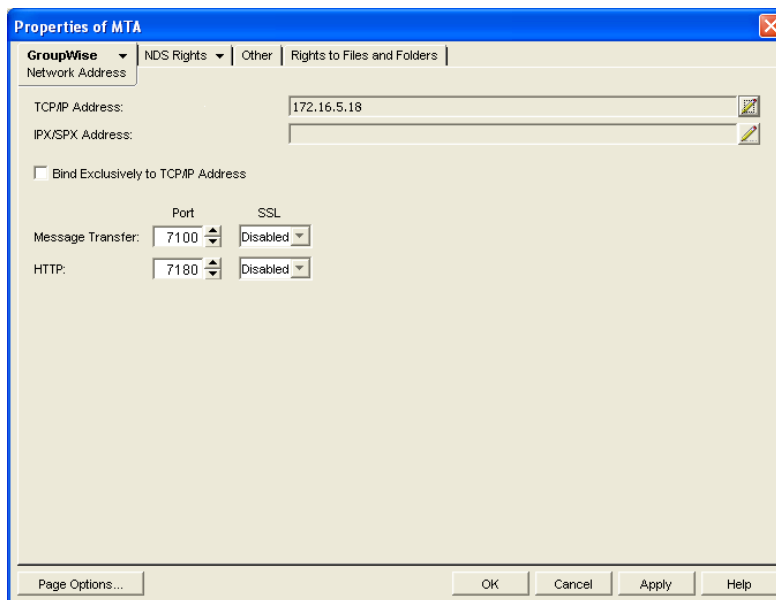 Properties of MTA
GroupWise NDS Rights Other Rights to Files and Folders
Network Address
TCP/IP Address: 172.16.5.18
IPX/SPX Address:
Bind Exclusively to TCP/IP Address
Port SSL
Message Transfer: 7100 Disabled
HTTP: 7180 Disabled
Page Options... OK Cancel Apply Help